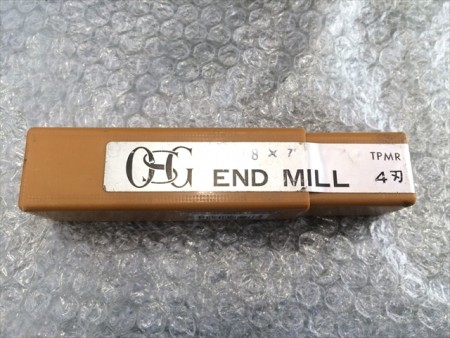 8 × 7
OSG END MILL
TPMR
4刃